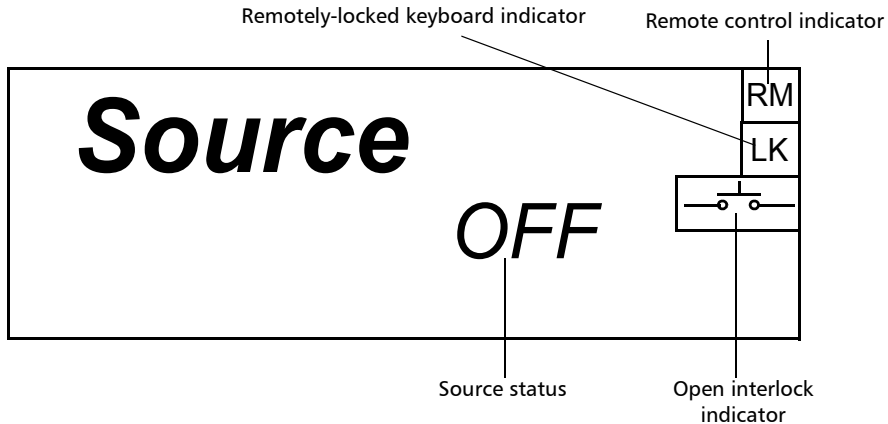 Remotely-locked keyboard indicator
Remote control indicator
RM
Source
LK
OFF
Source status
Open interlock
indicator